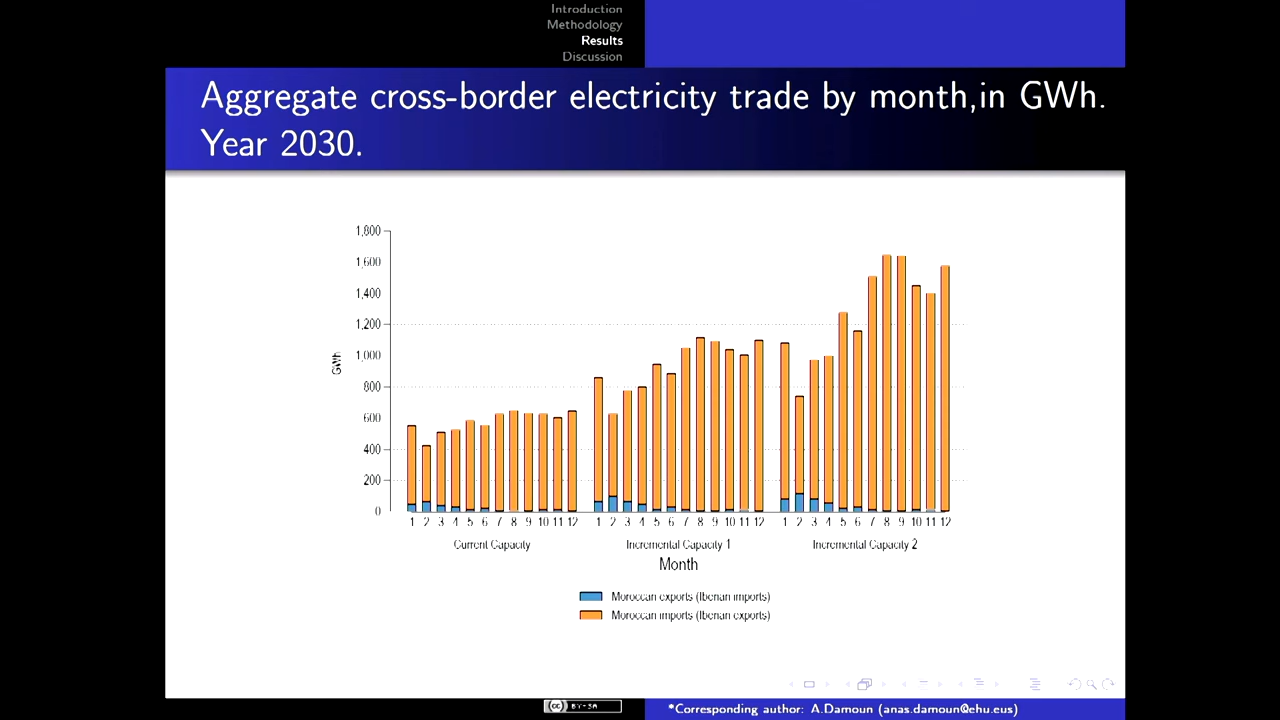 Introduction
Methodology
Results
Discussion
Aggregate cross-border electricity trade by month,in GWh.
Year 2030.
1,800
1,600
1,400
1,200
1,000
800
600
400
200
0
GWh
1 2 3 4 5 6 7 8 9 10 11 12 1 2 3 4 5 6 7 8 9 10 11 12 1 2 3 4 5 6 7 8 9 10 11 12
Current Capacity Incremental Capacity 1 Incremental Capacity 2
Month
Moroccan exports (Iberian imports)
Moroccan imports (Iberian exports)
cc BY-SA
*Corresponding author: A.Damoun (anas.damoun@ehu.eus)